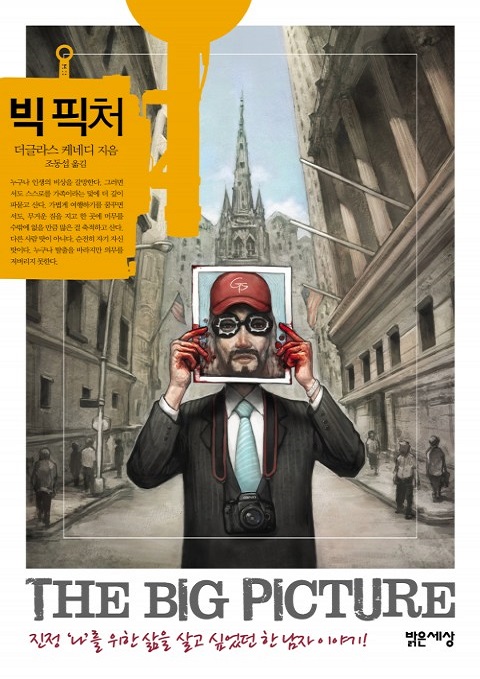 빅 픽처
더글라스 케네디 지음
조동섭 옮김
누구나 인생의 비상을 갈망한다. 그러면
서도 스스로를 가족이라는 덫에 더 깊이
파묻고 산다. 가볍게 여행하기를 꿈꾸면
서도, 무거운 짐을 지고 한 곳에 머무를
수밖에 없을 만큼 많은 걸 축적하고 산다.
다른 사람 탓이 아니다. 순전히 자기 자신
탓이다. 누구나 탈출을 바라지만 의무를
저버리지 못한다.
GS
THE BIG PICTURE
진정 '나'를 위한 삶을 살고 싶었던 한 남자 이야기!
밝은세상